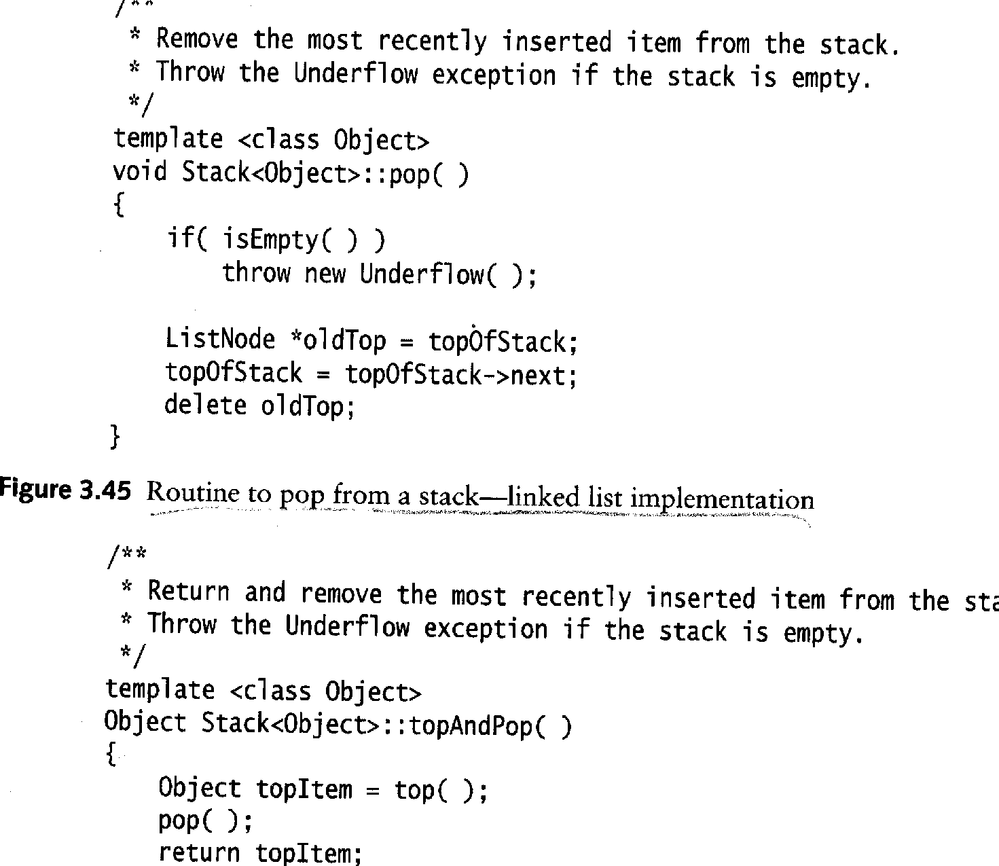 /**
 * Remove the most recently inserted item from the stack.
 * Throw the Underflow exception if the stack is empty.
 */
template <class Object>
void Stack<Object>::pop( )
{
    if( isEmpty( ) )
        throw new Underflow( );

    ListNode *oldTop = topOfStack;
    topOfStack = topOfStack->next;
    delete oldTop;
}
Figure 3.45 Routine to pop from a stack—linked list implementation
/**
 * Return and remove the most recently inserted item from the
 * Throw the Underflow exception if the stack is empty.
 */
template <class Object>
Object Stack<Object>::topAndPop( )
{
    Object topItem = top( );
    pop( );
    return topItem;